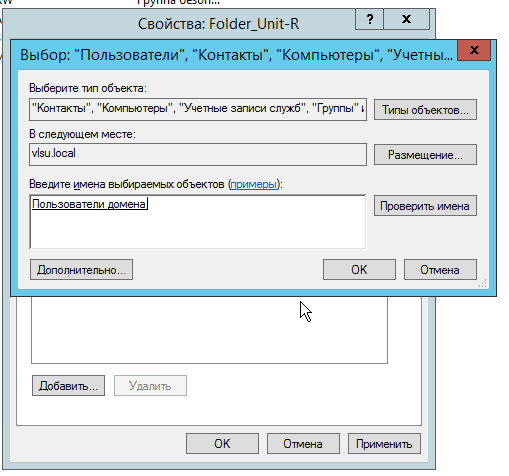 Группа безоп...
Свойства: Folder_Unit-R
?
x
Выбор: "Пользователи", "Контакты", "Компьютеры", "Учетны...
x
Выберите тип объекта:
"Контакты", "Компьютеры", "Учетные записи служб", "Группы" и
Типы объектов...
В следующем месте:
vlsu.local
Размещение...
Введите имена выбираемых объектов (примеры):
Пользователи домена
Проверить имена
Дополнительно...
ОК
Отмена
Добавить...
Удалить
ОК
Отмена
Применить